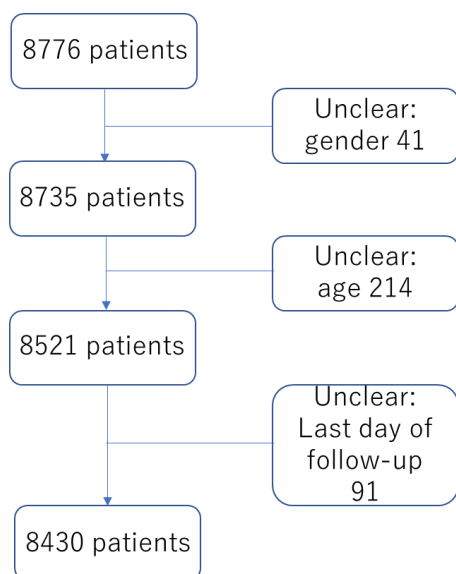 8776 patients
Unclear:
gender 41
8735 patients
Unclear:
age 214
8521 patients
Unclear:
Last day of
follow-up
91
8430 patients